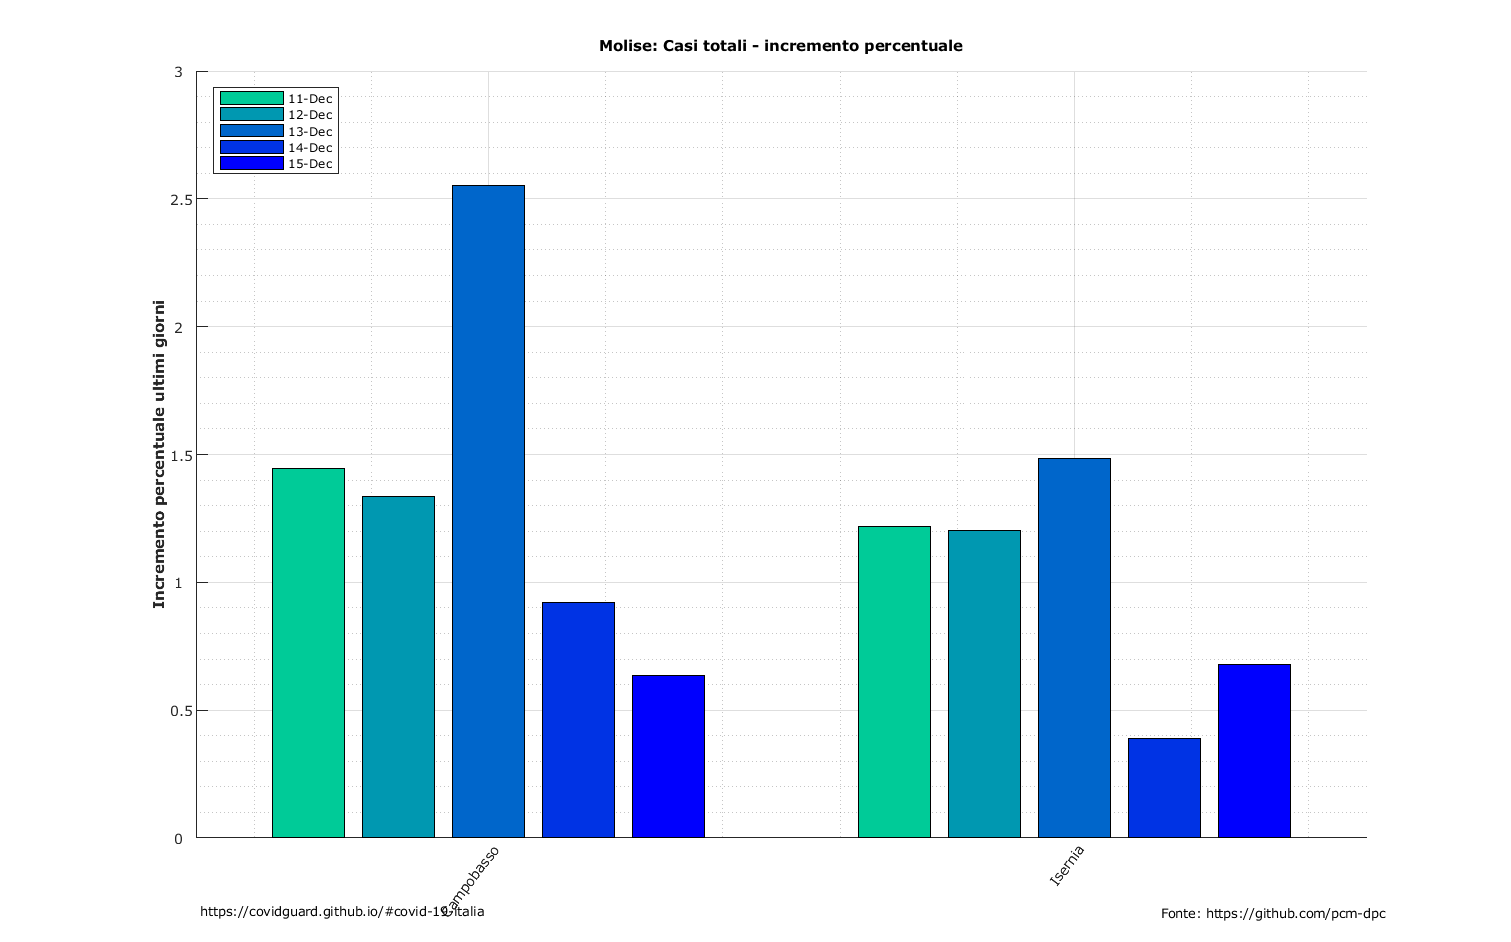 Molise: Casi totali - incremento percentuale
3
2.5
2
1.5
1
0.5
0
11-Dec
12-Dec
13-Dec
14-Dec
15-Dec
Incremento percentuale ultimi giorni
Campobasso
Isernia
https://covidguard.github.io/#covid-19-italia
Fonte: https://github.com/pcm-dpc